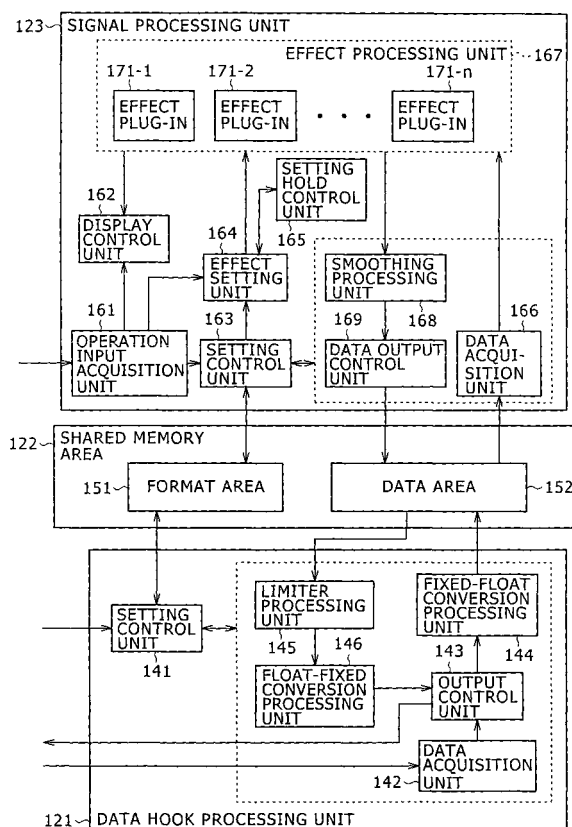 123
SIGNAL PROCESSING UNIT
EFFECT PROCESSING UNIT
167
171-1
171-2
171-n
EFFECT
PLUG-IN
EFFECT
PLUG-IN
. . .
EFFECT
PLUG-IN
162
DISPLAY
CONTROL
UNIT
164
EFFECT
SETTING
UNIT
SETTING
HOLD
CONTROL
UNIT
165
SMOOTHING
PROCESSING
UNIT
168
161
OPERATION
INPUT
ACQUISITION
UNIT
163
SETTING
CONTROL
UNIT
169
DATA OUTPUT
CONTROL
UNIT
166
DATA
ACQUI-
SITION
UNIT
122
SHARED MEMORY
AREA
151
FORMAT AREA
DATA AREA
152
SETTING
CONTROL
UNIT
141
LIMITER
PROCESSING
UNIT
145
146
FLOAT-FIXED
CONVERSION
PROCESSING
UNIT
FIXED-FLOAT
CONVERSION
PROCESSING
UNIT
144
143
OUTPUT
CONTROL
UNIT
DATA
ACQUISITION
UNIT
142
121
DATA HOOK PROCESSING UNIT